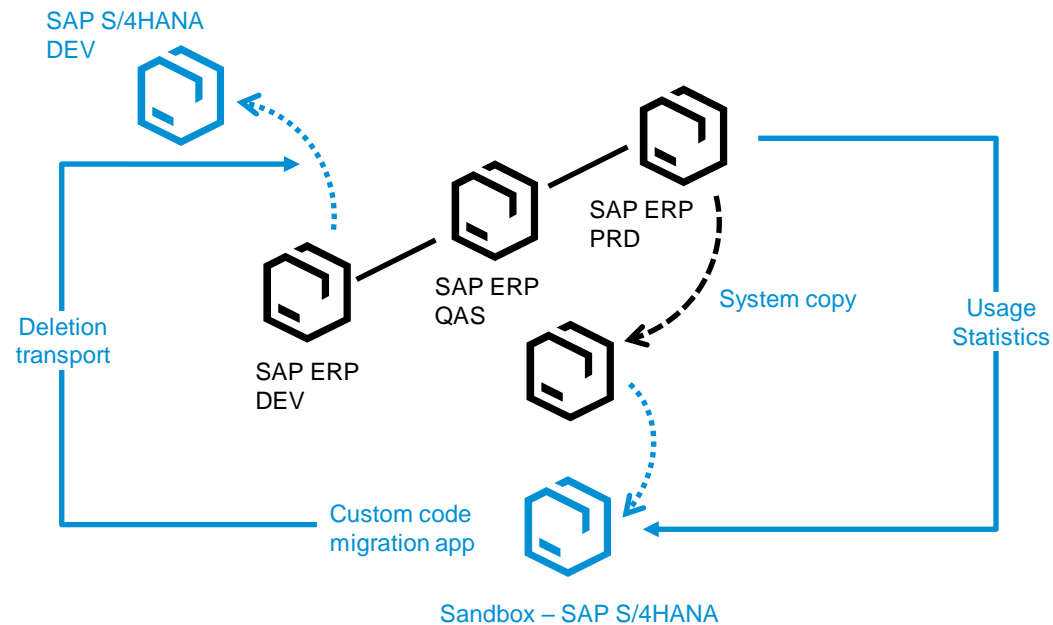 SAP S/4HANA
DEV
SAP ERP
PRD
SAP ERP
QAS
System copy
Usage
Statistics
Deletion
transport
SAP ERP
DEV
Custom code
migration app
Sandbox – SAP S/4HANA